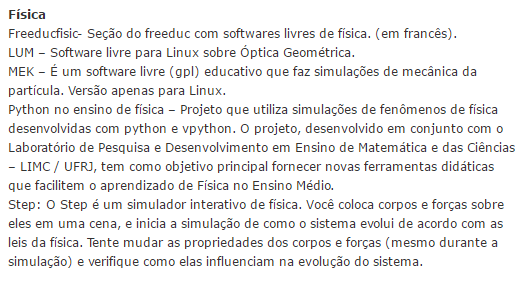 Física
Freeducfisic- Seção do freeduc com softwares livres de física. (em francês).
LUM – Software livre para Linux sobre Óptica Geométrica.
MEK – É um software livre (gpl) educativo que faz simulações de mecânica da
partícula. Versão apenas para Linux.
Python no ensino de física – Projeto que utiliza simulações de fenômenos de física
desenvolvidas com python e vpython. O projeto, desenvolvido em conjunto com o
Laboratório de Pesquisa e Desenvolvimento em Ensino de Matemática e das Ciências
– LIMC / UFRJ, tem como objetivo principal fornecer novas ferramentas didáticas
que facilitem o aprendizado de Física no Ensino Médio.
Step: O Step é um simulador interativo de física. Você coloca corpos e forças sobre
eles em uma cena, e inicia a simulação de como o sistema evolui de acordo com as
leis da física. Tente mudar as propriedades dos corpos e forças (mesmo durante a
simulação) e verifique como elas influenciam na evolução do sistema.